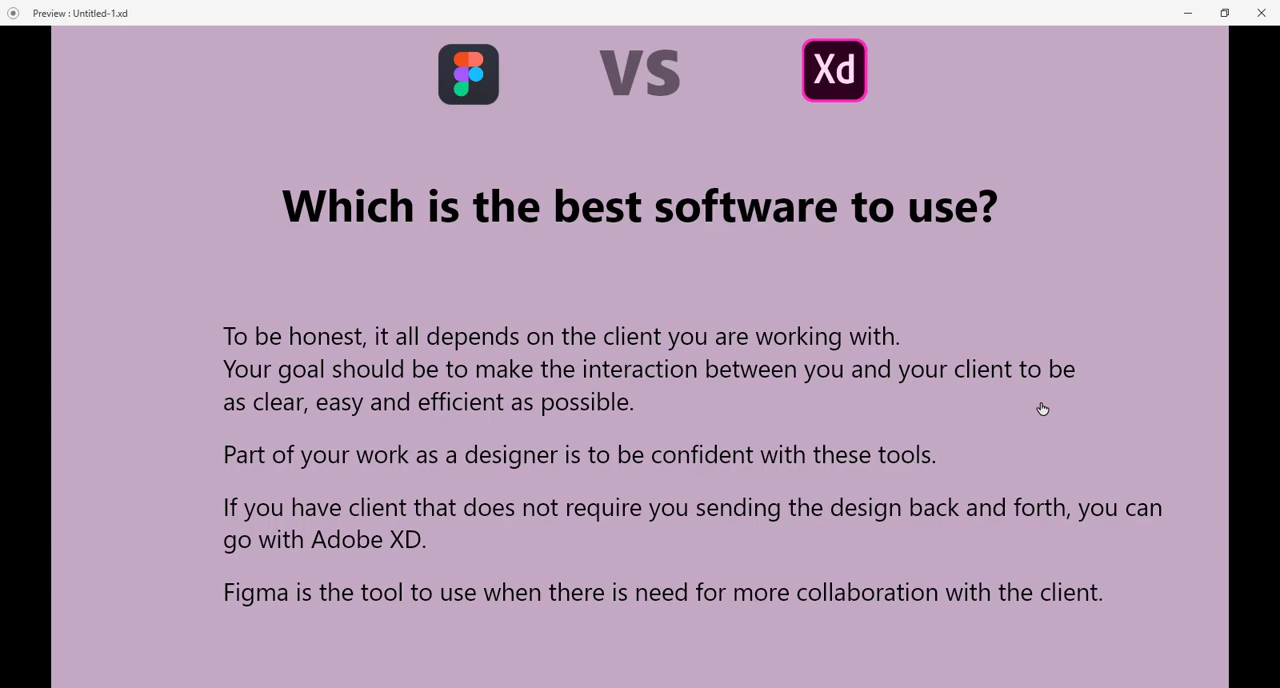 Preview : Untitled-1.xd
VS
Xd
Which is the best software to use?
To be honest, it all depends on the client you are working with.
Your goal should be to make the interaction between you and your client to be
as clear, easy and efficient as possible.
Part of your work as a designer is to be confident with these tools.
If you have client that does not require you sending the design back and forth, you can
go with Adobe XD.
Figma is the tool to use when there is need for more collaboration with the client.